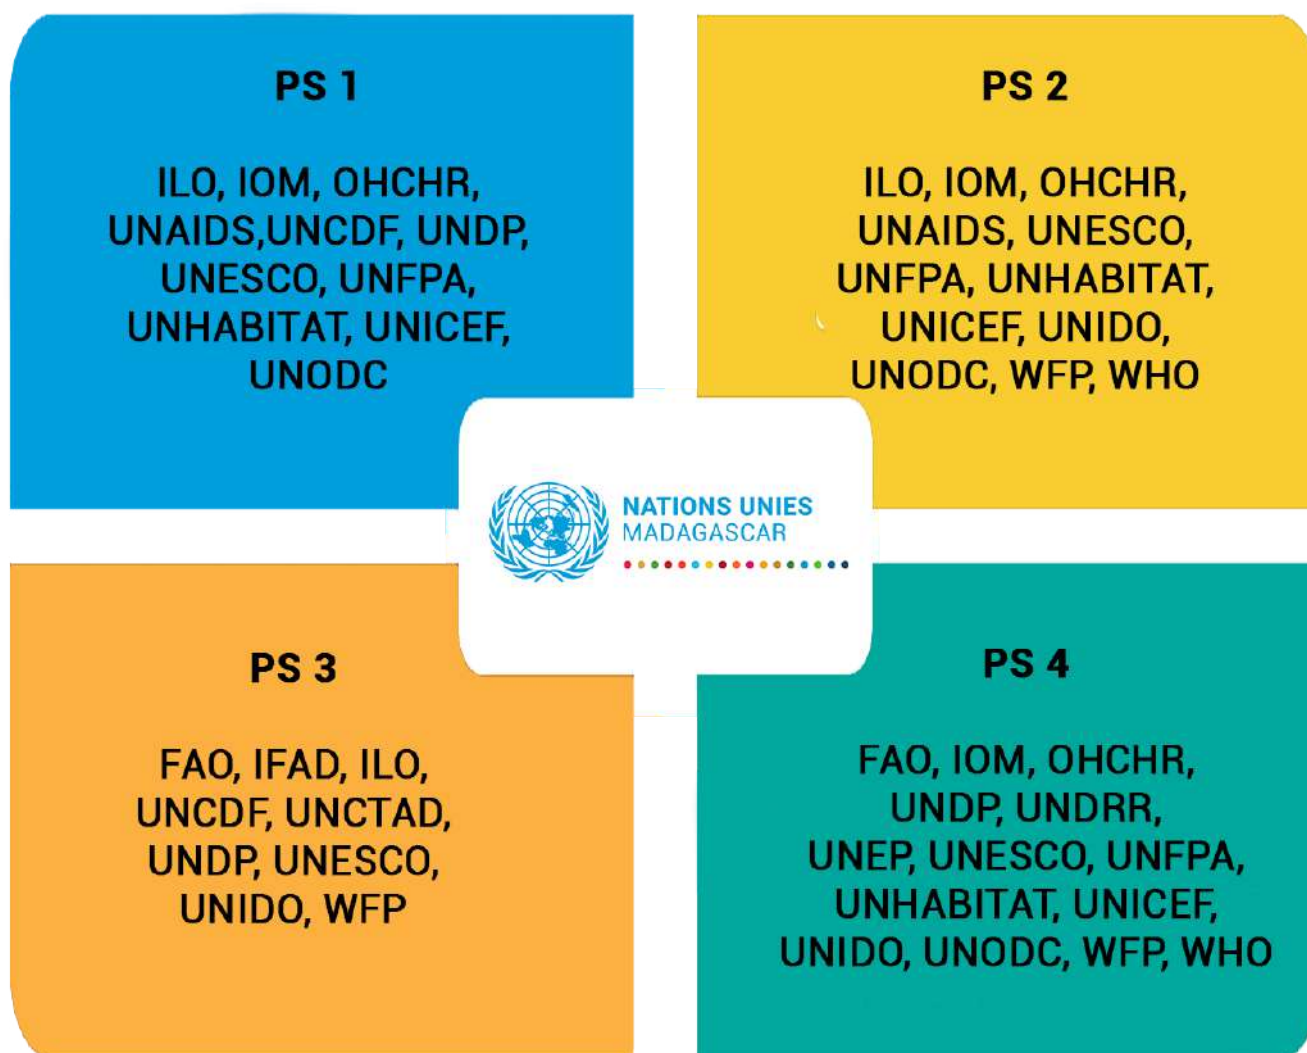 PS 1
ILO, IOM, OHCHR,
UNAIDS,UNCDF, UNDP,
UNESCO, UNFPA,
UNHABITAT, UNICEF,
UNODC
PS 2
ILO, IOM, OHCHR,
UNAIDS, UNESCO,
UNFPA, UNHABITAT,
UNICEF, UNIDO,
UNODC, WFP, WHO
NATIONS UNIES
MADAGASCAR
PS 3
FAO, IFAD, ILO,
UNCDF, UNCTAD,
UNDP, UNESCO,
UNIDO, WFP
PS 4
FAO, IOM, OHCHR,
UNDP, UNDRR,
UNEP, UNESCO, UNFPA,
UNHABITAT, UNICEF,
UNIDO, UNODC, WFP, WHO